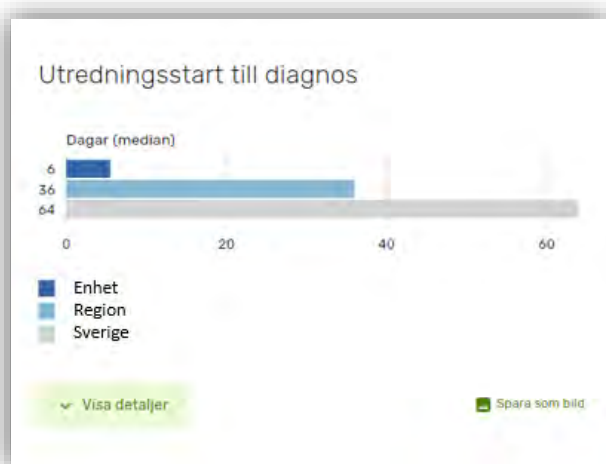 Utredningsstart till diagnos
Dagar (median)
6
36
64
0 20 40 60
Enhet
Region
Sverige
Visa detaljer
Spara som bild